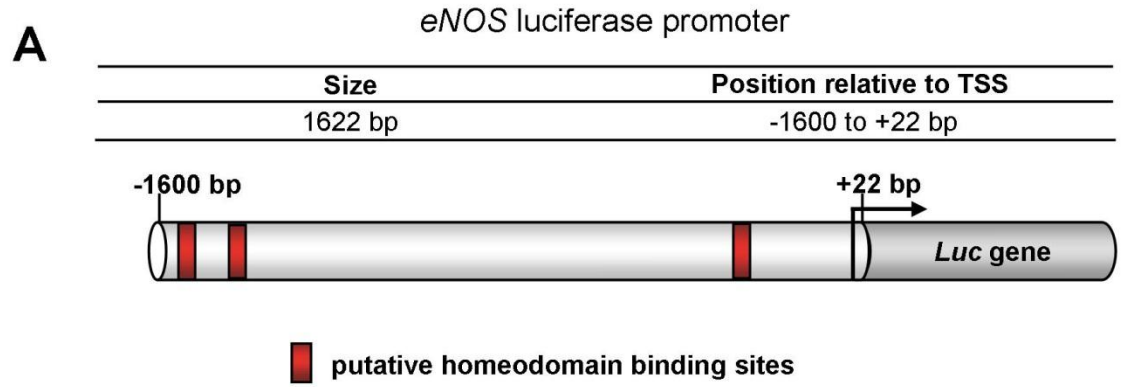 eNOS luciferase promoter
A
Size Position relative to TSS
1622 bp -1600 to +22 bp
-1600 bp +22 bp
Luc gene
putative homeodomain binding sites